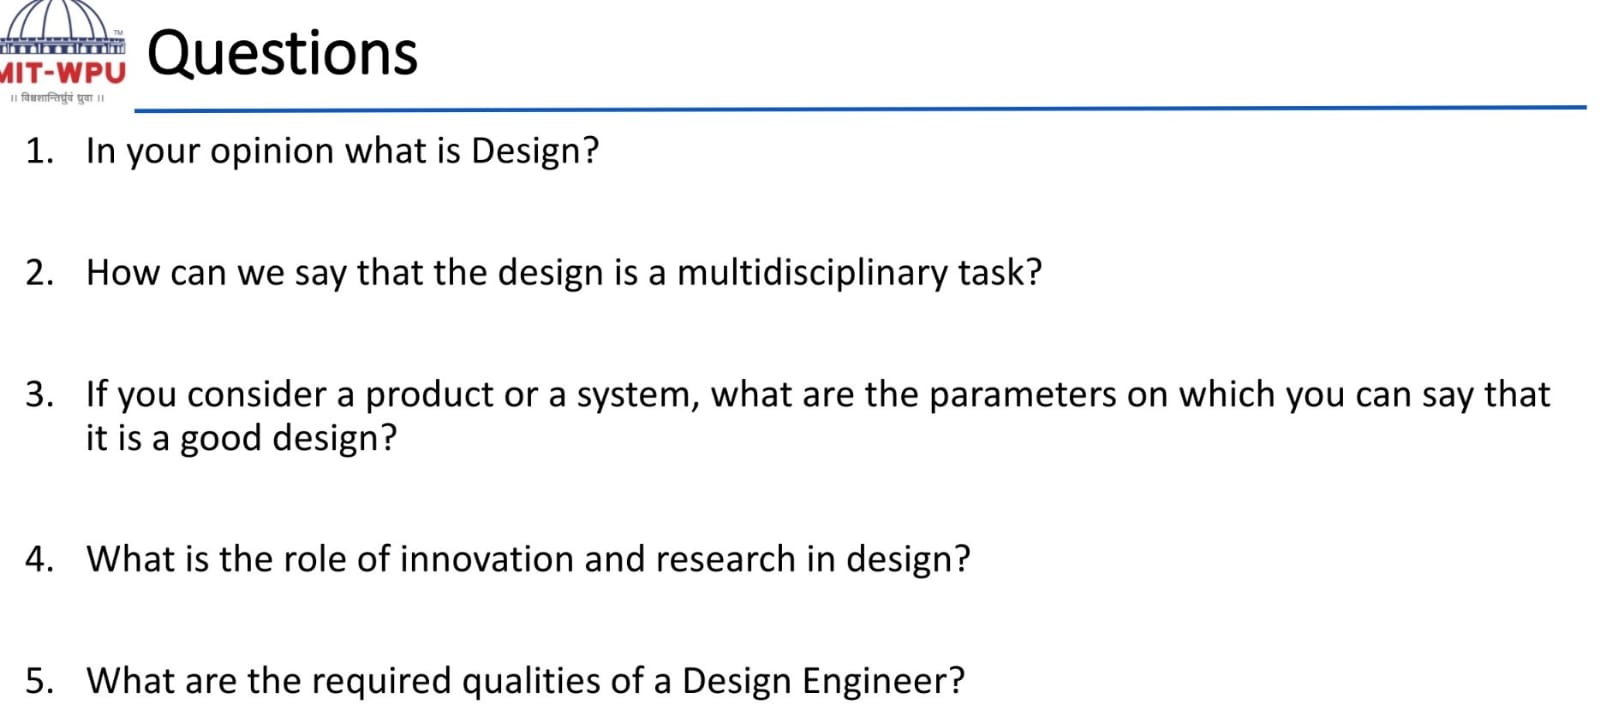 TM
MIT-WPU
Questions
।। विश्वशान्तिर्ध्रुवं ध्रुवा ।।
1. In your opinion what is Design?
2. How can we say that the design is a multidisciplinary task?
3. If you consider a product or a system, what are the parameters on which you can say that
it is a good design?
4. What is the role of innovation and research in design?
5. What are the required qualities of a Design Engineer?